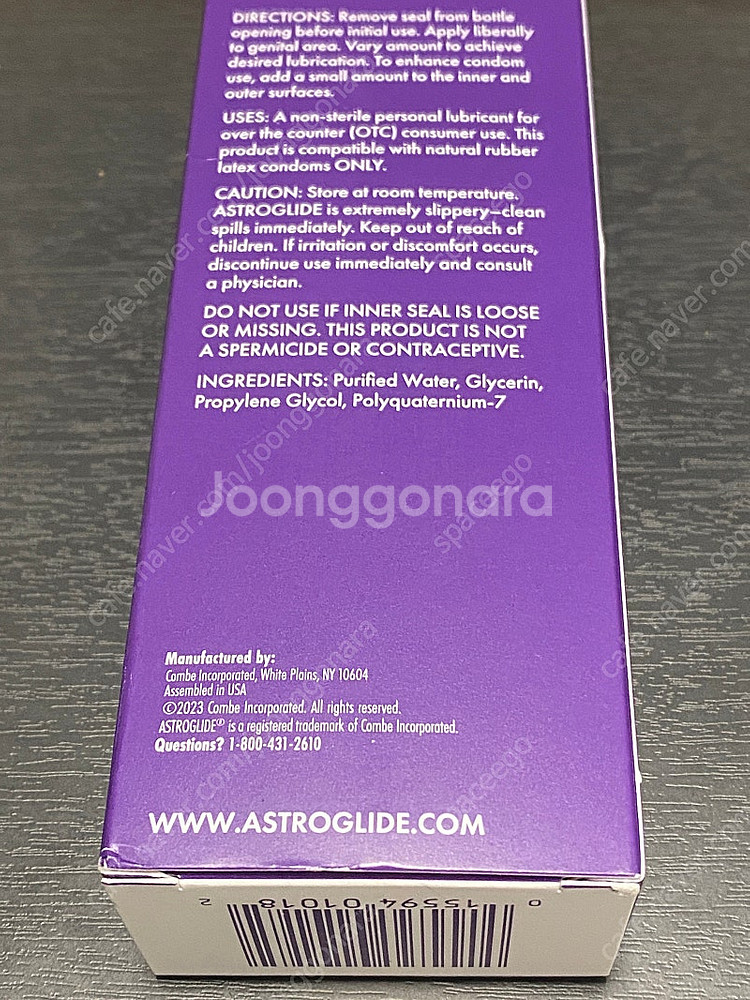 DIRECTIONS: Remove seal from bottle
opening before initial use. Apply liberally
to genital area. Vary amount to achieve
desired lubrication. To enhance condom
use, add a small amount to the inner and
outer surfaces.
USES: A non-sterile personal lubricant for
over the counter (OTC) consumer use. This
product is compatible with natural rubber
latex condoms ONLY.
CAUTION: Store at room temperature.
ASTROGLIDE is extremely slippery—clean
spills immediately. Keep out of reach of
children. If irritation or discomfort occurs,
discontinue use immediately and consult
a physician.
DO NOT USE IF INNER SEAL IS LOOSE
OR MISSING. THIS PRODUCT IS NOT
A SPERMICIDE OR CONTRACEPTIVE.
INGREDIENTS: Purified Water, Glycerin,
Propylene Glycol, Polyquaternium-7
Joonggonara
spaceego
cafe.naver.com/joonggonara
Manufactured by:
Combe Incorporated, White Plains, NY 10604
Assembled in USA
©2023 Combe Incorporated. All rights reserved.
ASTROGLIDE® is a registered trademark of Combe Incorporated.
Questions? 1-800-431-2610
WWW.ASTROGLIDE.COM
0 15594 01018 2